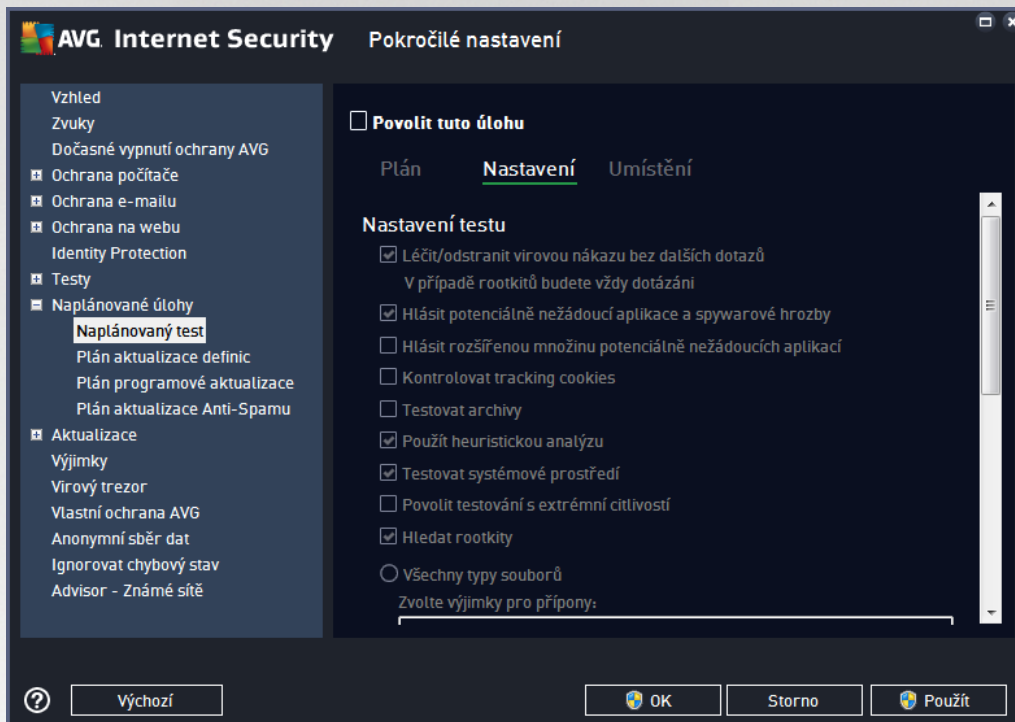 AVG. Internet Security Pokročilé nastavení
Vzhled
Zvuky
Dočasné vypnutí ochrany AVG
Ochrana počítače
Ochrana e-mailu
Ochrana na webu
Identity Protection
Testy
Naplánované úlohy
Naplánovaný test
Plán aktualizace definic
Plán programové aktualizace
Plán aktualizace Anti-Spamu
Aktualizace
Výjimky
Virový trezor
Vlastní ochrana AVG
Anonymní sběr dat
Ignorovat chybový stav
Advisor - Známé sítě
Povolit tuto úlohu
Plán Nastavení Umístění
Nastavení testu
Léčit/odstranit virovou nákazu bez dalších dotazů
V případě rootkitů budete vždy dotázáni
Hlásit potenciálně nežádoucí aplikace a spywarové hrozby
Hlásit rozšířenou množinu potenciálně nežádoucích aplikací
Kontrolovat tracking cookies
Testovat archivy
Použít heuristickou analýzu
Testovat systémové prostředí
Povolit testování s extrémní citlivostí
Hledat rootkity
Všechny typy souborů
Zvolte výjimky pro přípony:
? Výchozí OK Storno Použít